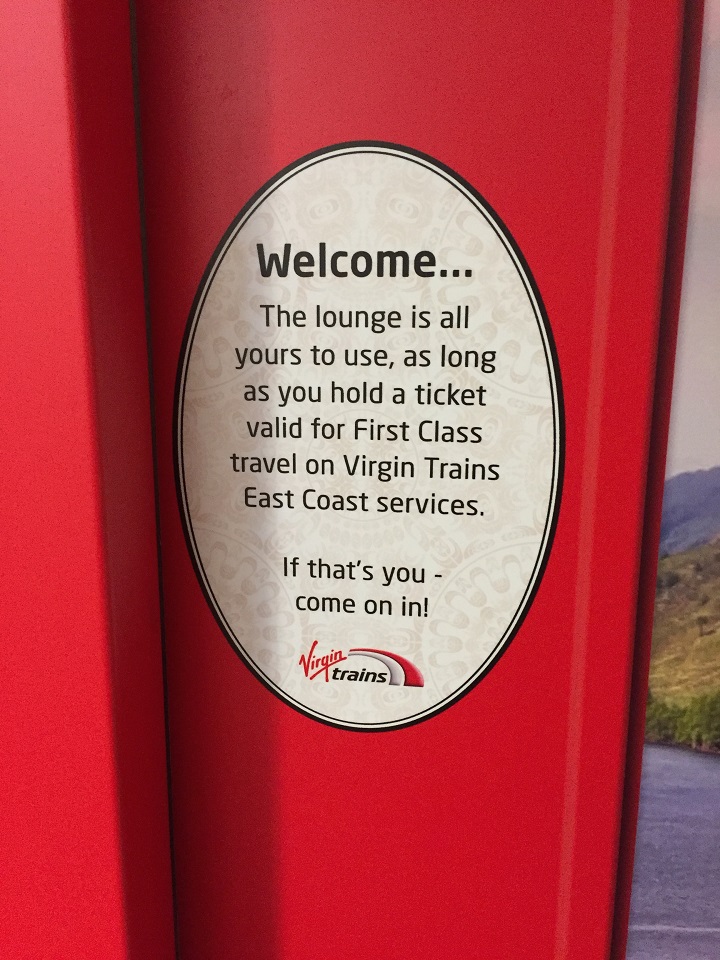 Welcome...
The lounge is all
yours to use, as long
as you hold a ticket
valid for First Class
travel on Virgin Trains
East Coast services.
If that's you -
come on in!
Virgin
trains